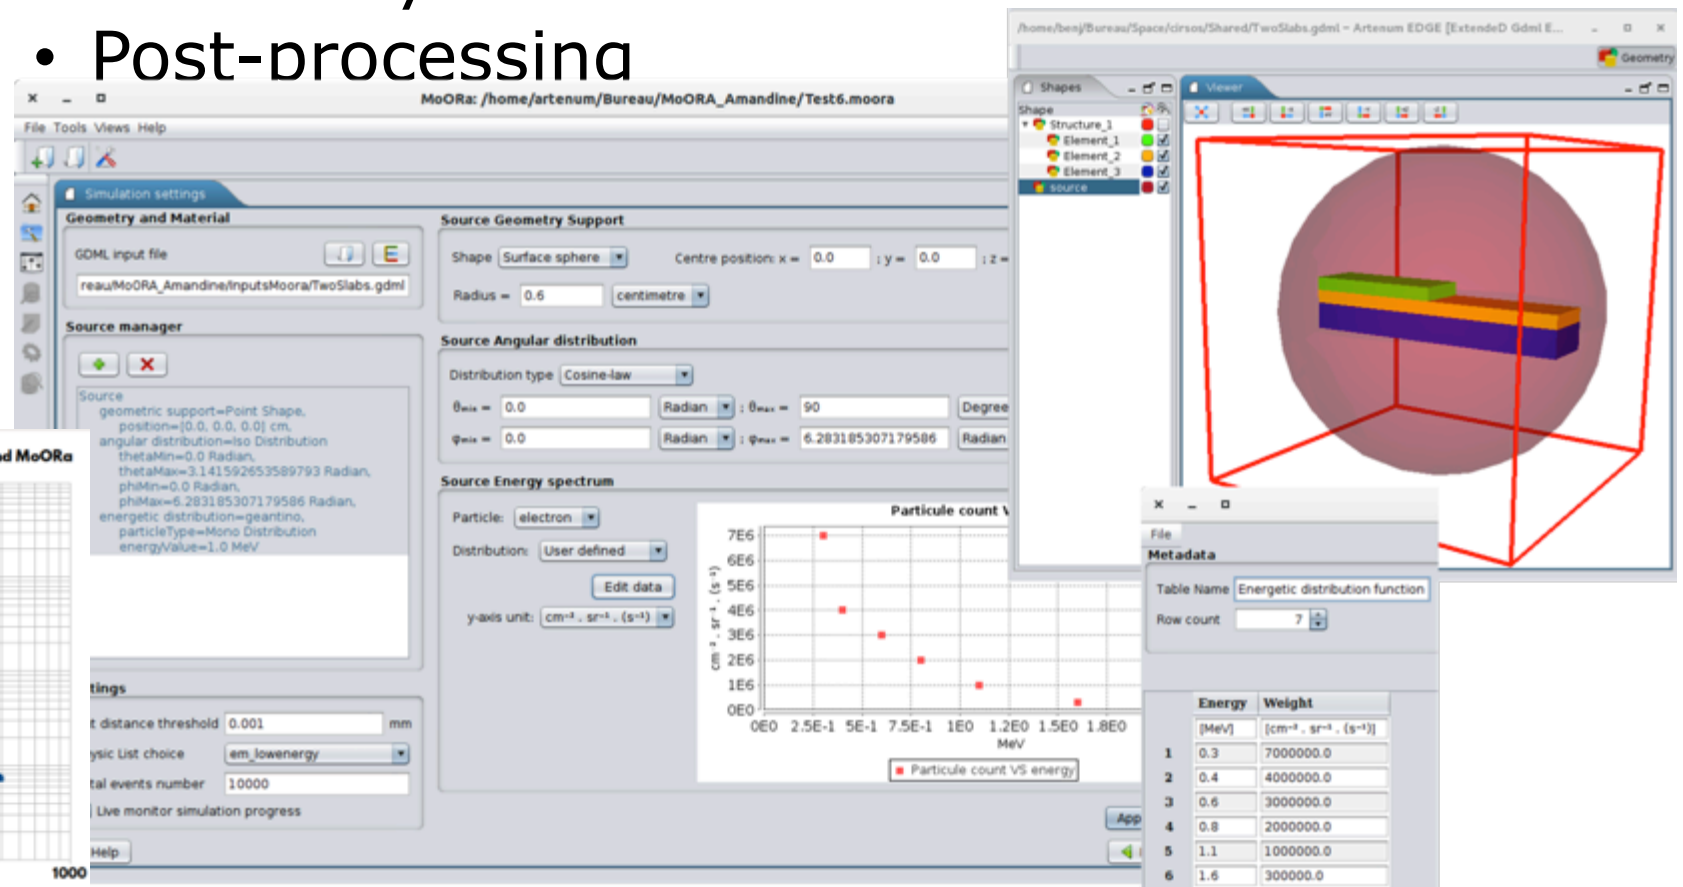 • Post-processing
MoORa: /home/artenum/Bureau/MoORA_Amandine/Test6.moora
File Tools Views Help
Simulation settings
Geometry and Material
GDML input file
reau/MoORA_Amandine/InputsMoora/TwoSlabs.gdml
Source manager
Source
geometric support=Point Shape,
position=[0.0, 0.0, 0.0] cm,
angular distribution=Iso Distribution
thetaMin=0.0 Radian,
thetaMax=3.141592653589793 Radian,
phiMin=0.0 Radian,
phiMax=6.283185307179586 Radian,
energetic distribution=geantino,
particleType=Mono Distribution
energyValue=1.0 MeV
tings
t distance threshold 0.001 mm
ysic List choice em_lowenergy
tal events number 10000
Live monitor simulation progress
Help
d MoORa
1000
Source Geometry Support
Shape Surface sphere Centre position: x = 0.0 ; y = 0.0 ; z =
Radius = 0.6 centimetre
Source Angular distribution
Distribution type Cosine-law
θmin = 0.0 Radian ; θmax = 90 Degree
φmin = 0.0 Radian ; φmax = 6.283185307179586 Radian
Source Energy spectrum
Particle: electron
Distribution: User defined
Edit data
y-axis unit: cm⁻² . sr⁻¹ . (s⁻¹)
Particule count V
7E6
6E6
5E6
4E6
3E6
2E6
1E6
0E0
cm⁻² . sr⁻¹ . (s⁻¹)
0E0 2.5E-1 5E-1 7.5E-1 1E0 1.2E0 1.5E0 1.8E0
MeV
Particule count VS energy
App
/home/benj/Bureau/Space/cirsos/Shared/TwoSlabs.gdml - Artenum EDGE [ExtendeD Gdml E...
Geometry
Shapes
Shape
Structure_1
Element_1
Element_2
Element_3
source
Viewer
File
Metadata
Table Name Energetic distribution function
Row count 7
Energy Weight
[MeV] [cm⁻² . sr⁻¹ . (s⁻¹)]
1 0.3 7000000.0
2 0.4 4000000.0
3 0.6 3000000.0
4 0.8 2000000.0
5 1.1 1000000.0
6 1.6 300000.0